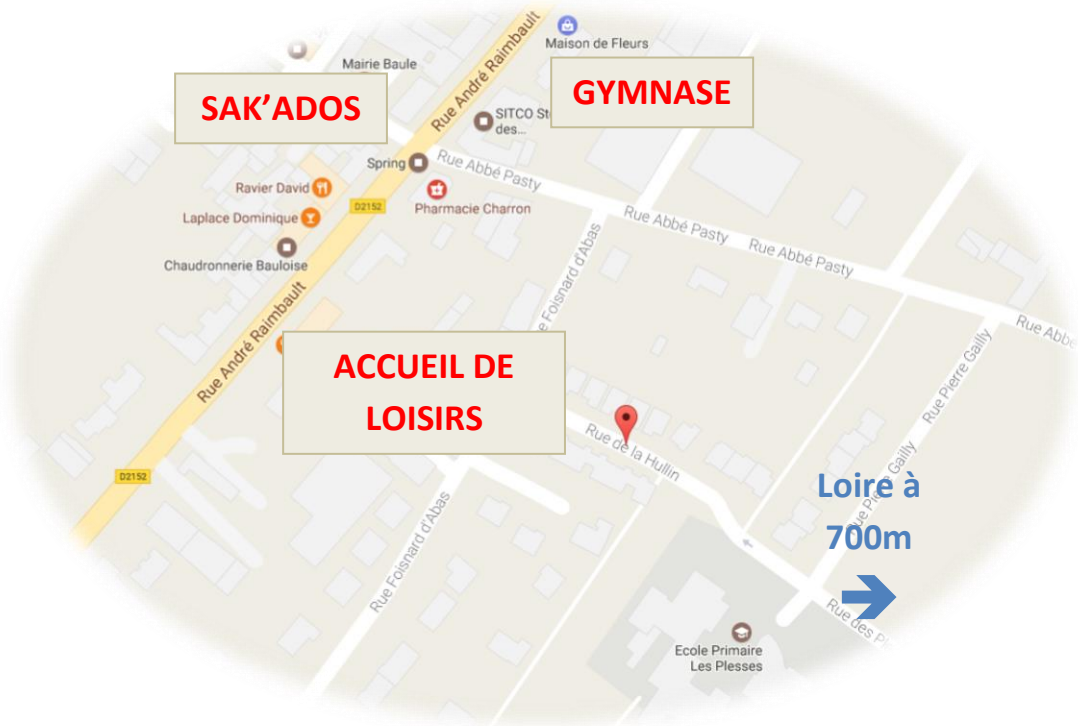 Maison de Fleurs
Mairie Baule
SAK'ADOS
GYMNASE
Rue André Raimbault
SITCO St
des...
Spring
Rue Abbé Pasty
Ravier David
Pharmacie Charron
D2152
Laplace Dominique
Rue Abbé Pasty
Rue Abbé Pasty
Chaudronnerie Bauloise
e Foisnard d'Abas
Rue Abbé
Rue André Raimbault
ACCUEIL DE
LOISIRS
Rue Pierre Gailly
Rue de la Hullin
D2152
Rue Pierre Gailly
Loire à
700m
Rue Foisnard d'Abas
Rue des Pl
Ecole Primaire
Les Plesses